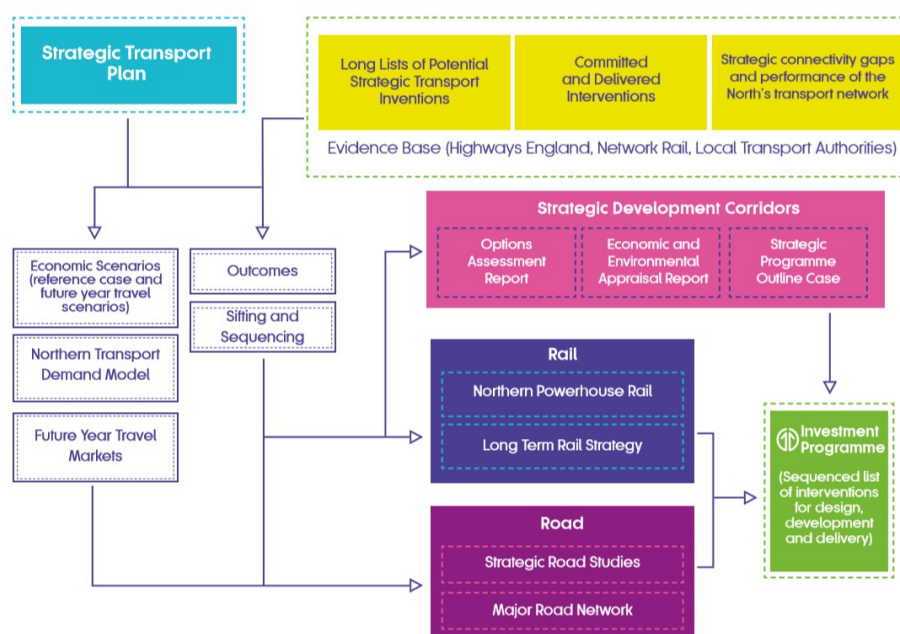 Strategic Transport
Plan
Long Lists of Potential
Strategic Transport
Inventions
Committed
and Delivered
Interventions
Strategic connectivity gaps
and performance of the
North's transport network
Evidence Base (Highways England, Network Rail, Local Transport Authorities)
Economic Scenarios
(reference case and
future year travel
scenarios)
Northern Transport
Demand Model
Future Year Travel
Markets
Outcomes
Sifting and
Sequencing
Strategic Development Corridors
Options
Assessment
Report
Economic and
Environmental
Appraisal Report
Strategic
Programme
Outline Case
Rail
Northern Powerhouse Rail
Long Term Rail Strategy
Road
Strategic Road Studies
Major Road Network
Investment
Programme
(Sequenced list
of interventions
for design,
development
and delivery)